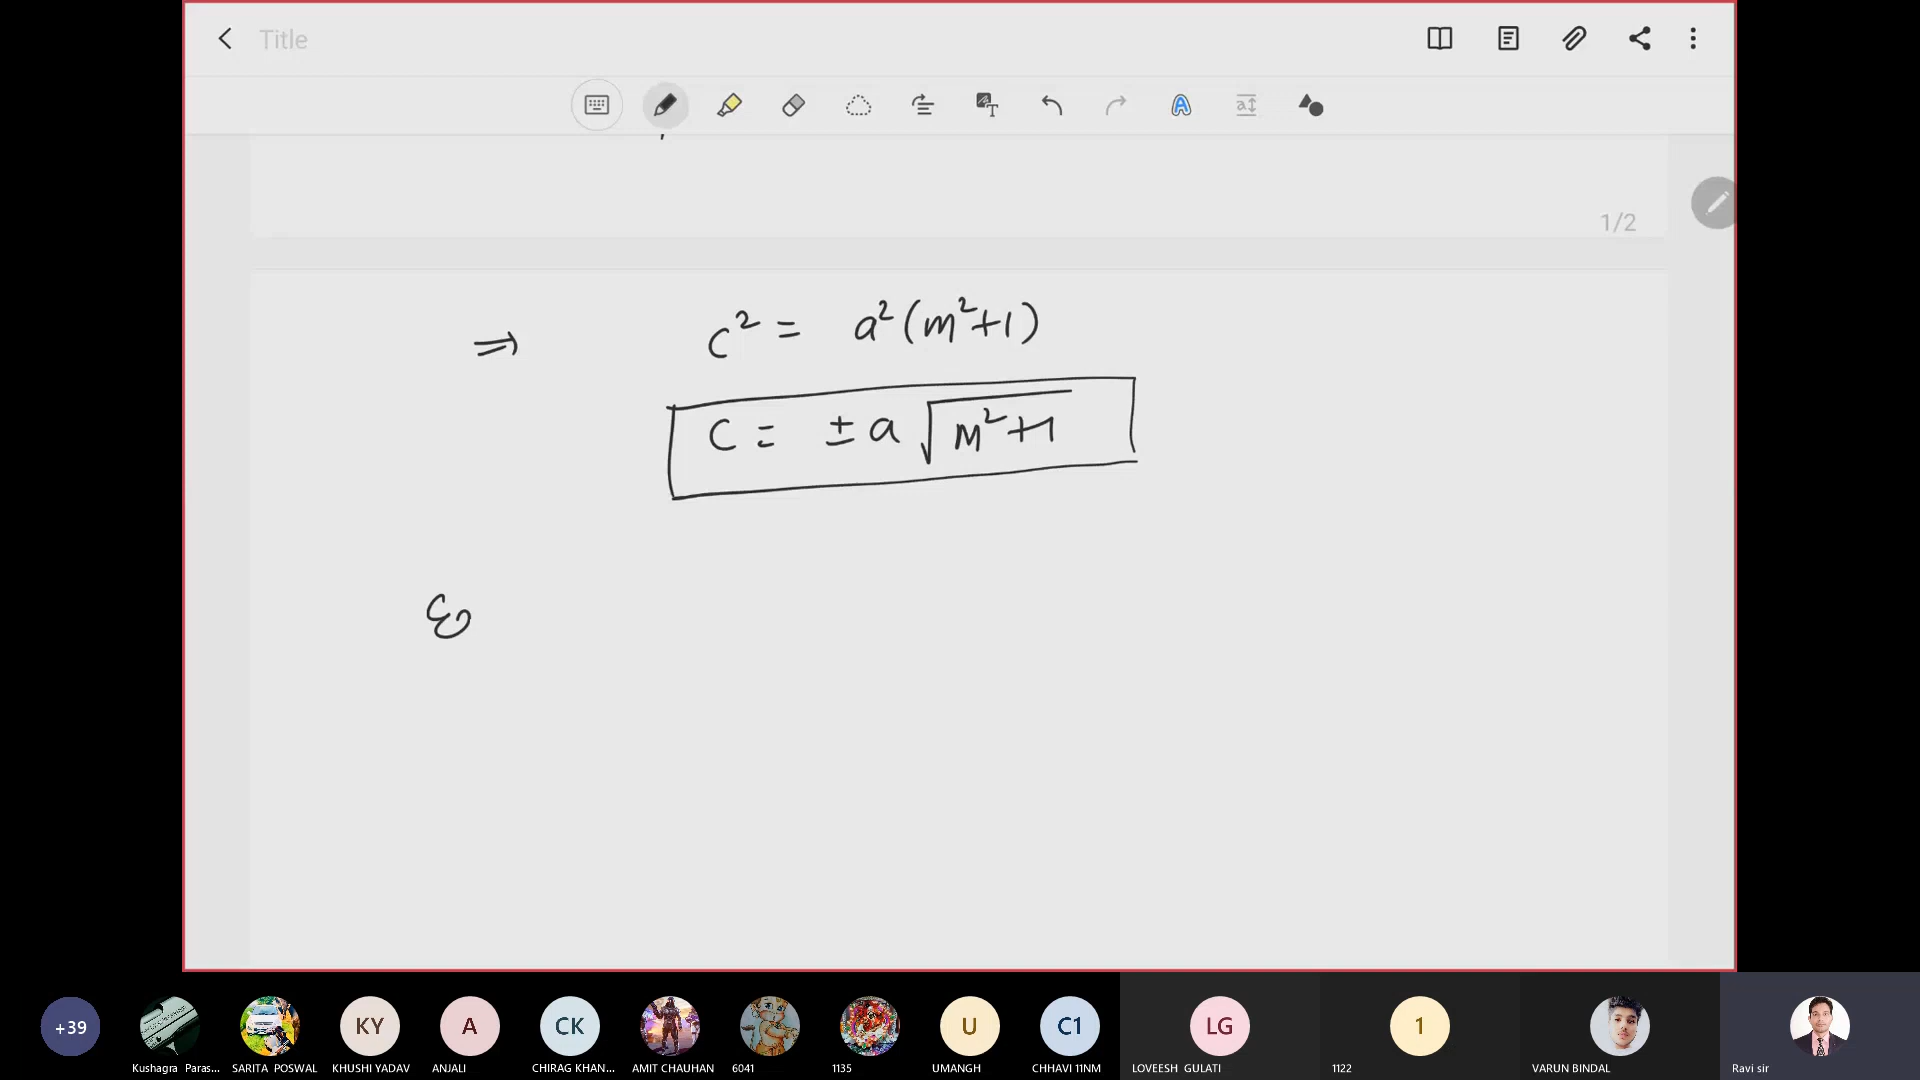 Title
1/2
⇒ c² = a²(m²+1)
C = ± a √m²+1
+39
KY
A
CK
U
C1
LG
1
Kushagra Paras...
SARITA POSWAL
KHUSHI YADAV
ANJALI
CHIRAG KHAN...
AMIT CHAUHAN
6041
1135
UMANGH
CHHAVI 11NM
LOVEESH GULATI
1122
VARUN BINDAL
Ravi sir